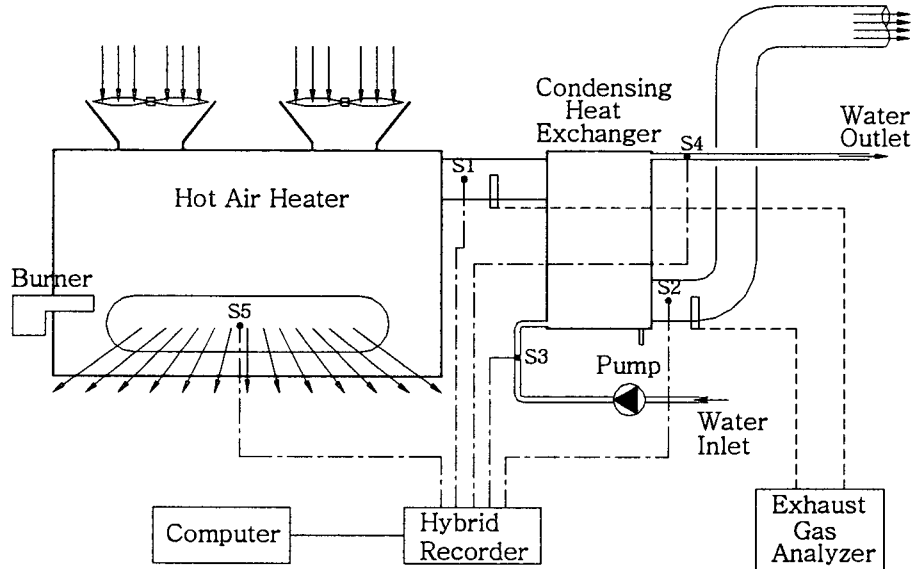 Condensing
Heat
Exchanger
Water
Outlet
S4
S1
Hot Air Heater
Burner
S2
S5
S3
Pump
Water
Inlet
Computer
Hybrid
Recorder
Exhaust
Gas
Analyzer